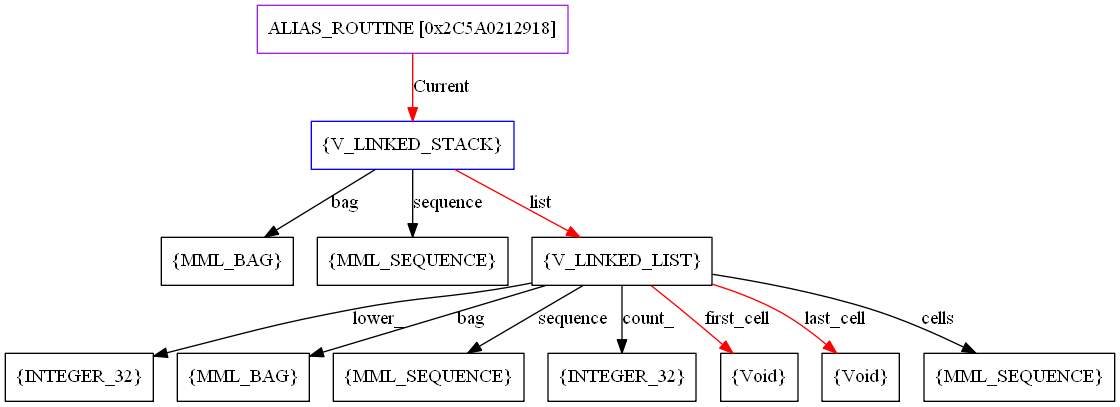 ALIAS_ROUTINE [0x2C5A0212918]
Current
{V_LINKED_STACK}
bag
sequence
list
{MML_BAG}
{MML_SEQUENCE}
{V_LINKED_LIST}
lower_
bag
sequence
count_
first_cell
last_cell
cells
{INTEGER_32}
{MML_BAG}
{MML_SEQUENCE}
{INTEGER_32}
{Void}
{Void}
{MML_SEQUENCE}